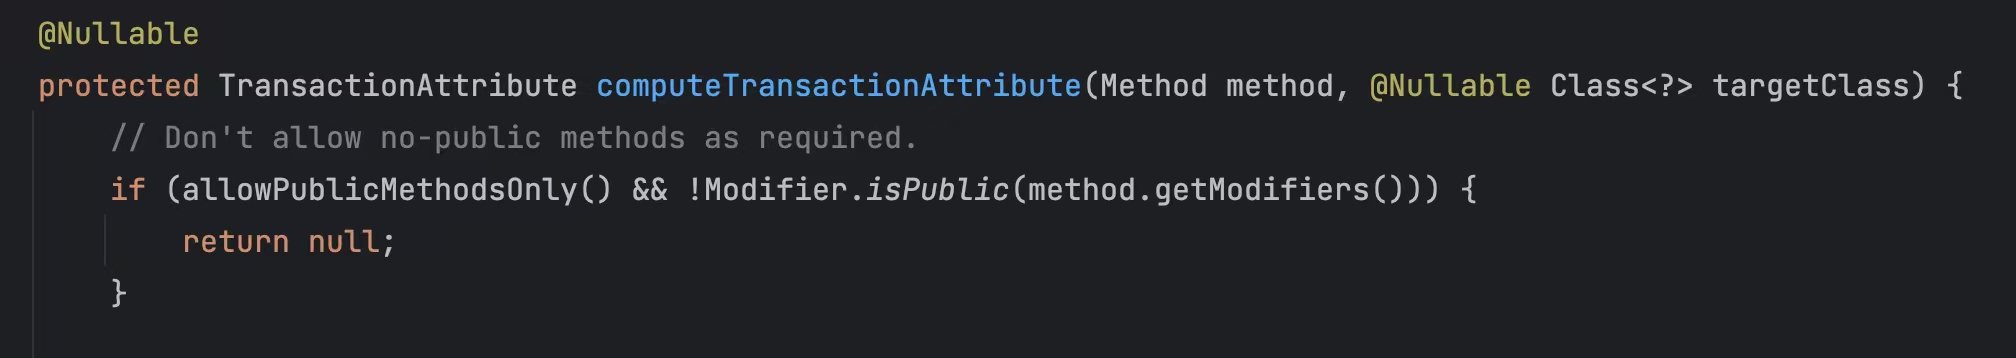 @Nullable
protected TransactionAttribute computeTransactionAttribute(Method method, @Nullable Class<?> targetClass) {
    // Don't allow no-public methods as required.
    if (allowPublicMethodsOnly() && !Modifier.isPublic(method.getModifiers())) {
        return null;
    }